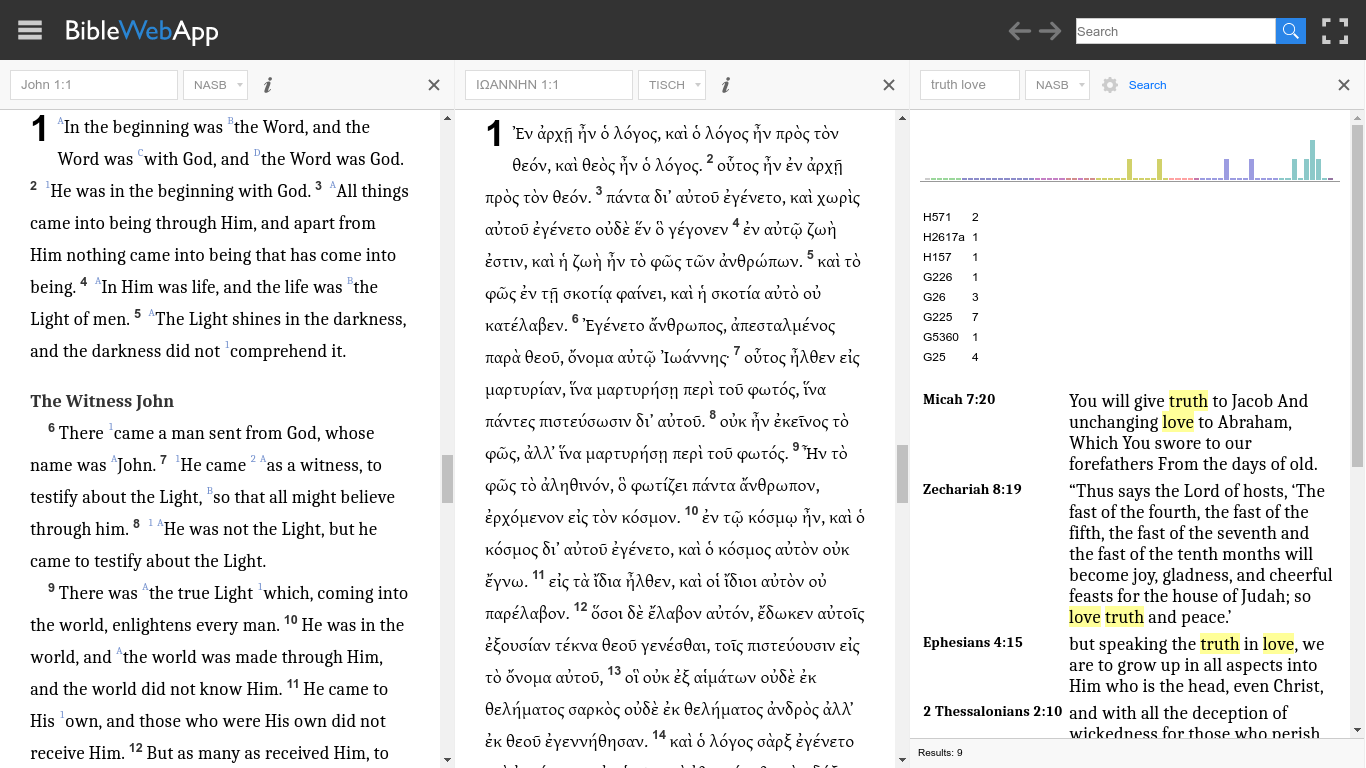 BibleWebApp
Search
John 1:1
NASB
i
ΙΩΑΝΝΗΝ 1:1
TISCH
i
truth love
NASB
Search
1 AIn the beginning was Bthe Word, and the
Word was Cwith God, and Dthe Word was God.
2 1He was in the beginning with God. 3 AAll things
came into being through Him, and apart from
Him nothing came into being that has come into
being. 4 AIn Him was life, and the life was Bthe
Light of men. 5 AThe Light shines in the darkness,
and the darkness did not 1comprehend it.
The Witness John
6 There 1came a man sent from God, whose
name was AJohn. 7 1He came 2 Aas a witness, to
testify about the Light, Bso that all might believe
through him. 8 1 AHe was not the Light, but he
came to testify about the Light.
9 There was Athe true Light 1which, coming into
the world, enlightens every man. 10 He was in the
world, and Athe world was made through Him,
and the world did not know Him. 11 He came to
His 1own, and those who were His own did not
receive Him. 12 But as many as received Him, to
1 Ἐν ἀρχῇ ἦν ὁ λόγος, καὶ ὁ λόγος ἦν πρὸς τὸν
θεόν, καὶ θεὸς ἦν ὁ λόγος. 2 οὗτος ἦν ἐν ἀρχῇ
πρὸς τὸν θεόν. 3 πάντα δι’ αὐτοῦ ἐγένετο, καὶ χωρὶς
αὐτοῦ ἐγένετο οὐδὲ ἕν ὃ γέγονεν 4 ἐν αὐτῷ ζωὴ
ἐστιν, καὶ ἡ ζωὴ ἦν τὸ φῶς τῶν ἀνθρώπων. 5 καὶ τὸ
φῶς ἐν τῇ σκοτίᾳ φαίνει, καὶ ἡ σκοτία αὐτὸ οὐ
κατέλαβεν. 6 Ἐγένετο ἄνθρωπος, ἀπεσταλμένος
παρὰ θεοῦ, ὄνομα αὐτῷ Ἰωάννης· 7 οὗτος ἦλθεν εἰς
μαρτυρίαν, ἵνα μαρτυρήσῃ περὶ τοῦ φωτός, ἵνα
πάντες πιστεύσωσιν δι’ αὐτοῦ. 8 οὐκ ἦν ἐκεῖνος τὸ
φῶς, ἀλλ’ ἵνα μαρτυρήσῃ περὶ τοῦ φωτός. 9 Ἦν τὸ
φῶς τὸ ἀληθινόν, ὃ φωτίζει πάντα ἄνθρωπον,
ἐρχόμενον εἰς τὸν κόσμον. 10 ἐν τῷ κόσμῳ ἦν, καὶ ὁ
κόσμος δι’ αὐτοῦ ἐγένετο, καὶ ὁ κόσμος αὐτὸν οὐκ
ἔγνω. 11 εἰς τὰ ἴδια ἦλθεν, καὶ οἱ ἴδιοι αὐτὸν οὐ
παρέλαβον. 12 ὅσοι δὲ ἔλαβον αὐτόν, ἔδωκεν αὐτοῖς
ἐξουσίαν τέκνα θεοῦ γενέσθαι, τοῖς πιστεύουσιν εἰς
τὸ ὄνομα αὐτοῦ, 13 οἳ οὐκ ἐξ αἱμάτων οὐδὲ ἐκ
θελήματος σαρκὸς οὐδὲ ἐκ θελήματος ἀνδρὸς ἀλλ’
ἐκ θεοῦ ἐγεννήθησαν. 14 καὶ ὁ λόγος σὰρξ ἐγένετο
H571 2
H2617a 1
H157 1
G226 1
G26 3
G225 7
G5360 1
G25 4
Micah 7:20 You will give truth to Jacob And
unchanging love to Abraham,
Which You swore to our
forefathers From the days of old.
Zechariah 8:19 “Thus says the Lord of hosts, ‘The
fast of the fourth, the fast of the
fifth, the fast of the seventh and
the fast of the tenth months will
become joy, gladness, and cheerful
feasts for the house of Judah; so
love truth and peace.’
Ephesians 4:15 but speaking the truth in love, we
are to grow up in all aspects into
Him who is the head, even Christ,
2 Thessalonians 2:10 and with all the deception of
wickedness for those who perish
Results: 9